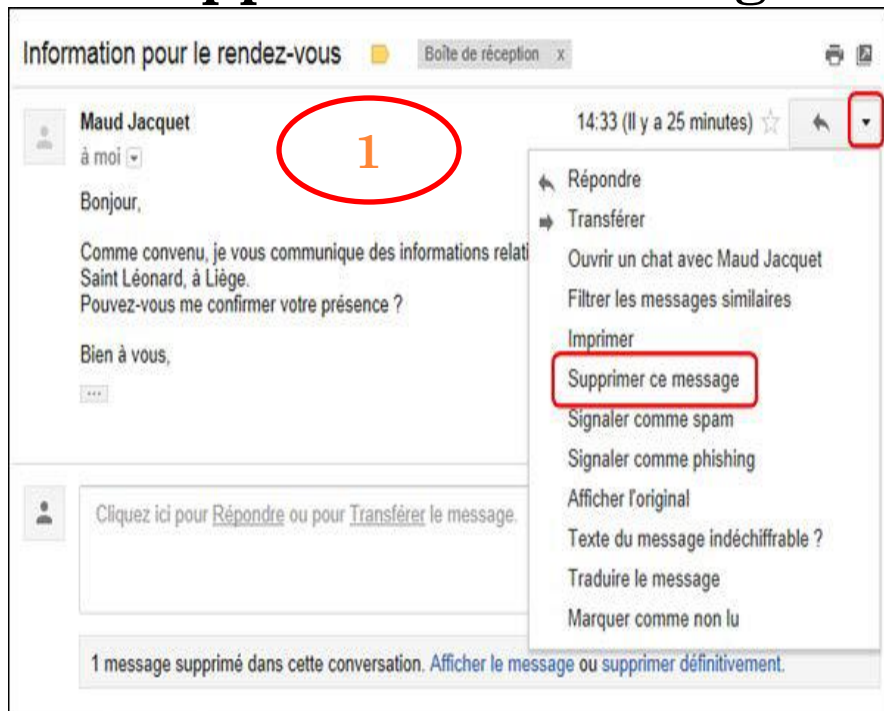 Information pour le rendez-vous Boîte de réception x
Maud Jacquet 14:33 (Il y a 25 minutes)
à moi
1
Bonjour,
Comme convenu, je vous communique des informations
Saint Léonard, à Liège.
Pouvez-vous me confirmer votre présence ?
Bien à vous,
...
Répondre
Transférer
Ouvrir un chat avec Maud Jacquet
Filtrer les messages similaires
Imprimer
Supprimer ce message
Signaler comme spam
Signaler comme phishing
Afficher l'original
Texte du message indéchiffrable ?
Traduire le message
Marquer comme non lu
Cliquez ici pour Répondre ou pour Transférer le message.
1 message supprimé dans cette conversation. Afficher le message ou supprimer définitivement.